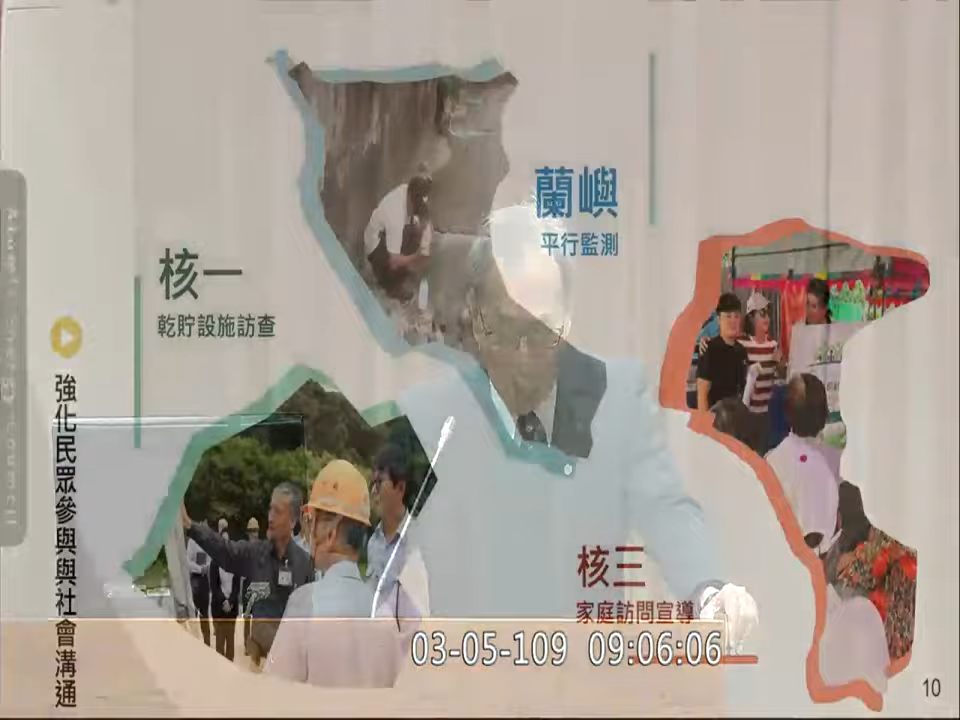 蘭嶼
平行監測
核一
乾貯設施訪查
強化民眾參與與社會溝通
核三
家庭訪問宣導
03-05-109 09:06:06
10